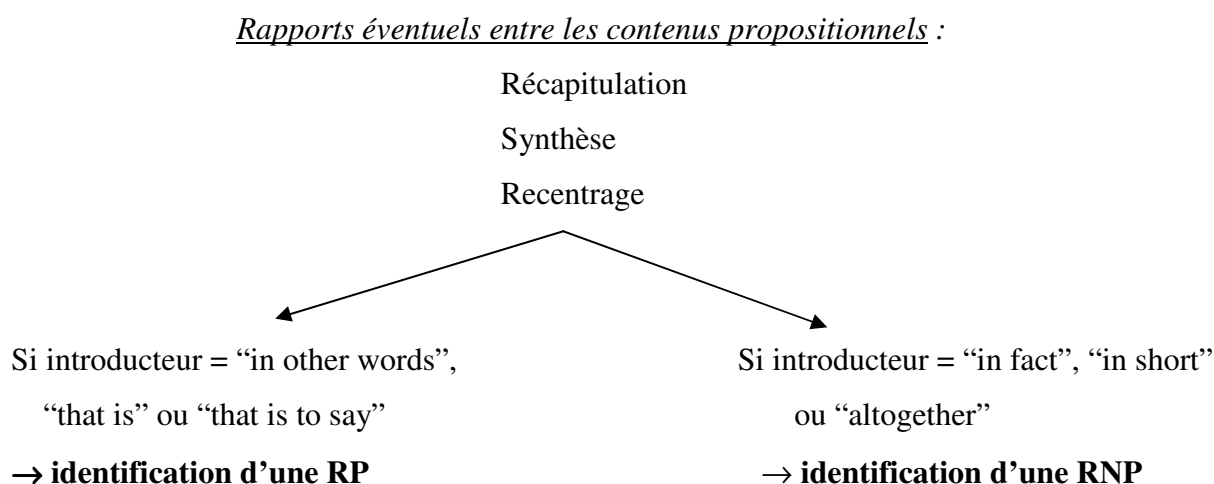 Rapports éventuels entre les contenus propositionnels :
Récapitulation
Synthèse
Recentrage
Si introducteur = “in other words”,
“that is” ou “that is to say”
→ identification d’une RP
Si introducteur = “in fact”, “in short”
ou “altogether”
→ identification d’une RNP